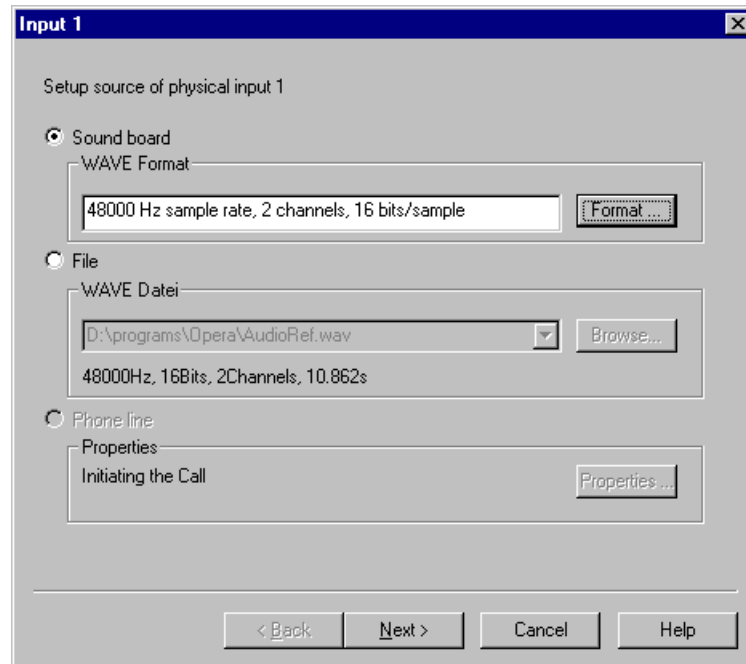 Input 1
Setup source of physical input 1
Sound board
WAVE Format
48000 Hz sample rate, 2 channels, 16 bits/sample
Format ...
File
WAVE Datei
D:\programs\Opera\AudioRef.wav
Browse...
48000Hz, 16Bits, 2Channels, 10.862s
Phone line
Properties
Initiating the Call
Properties ...
< Back
Next >
Cancel
Help